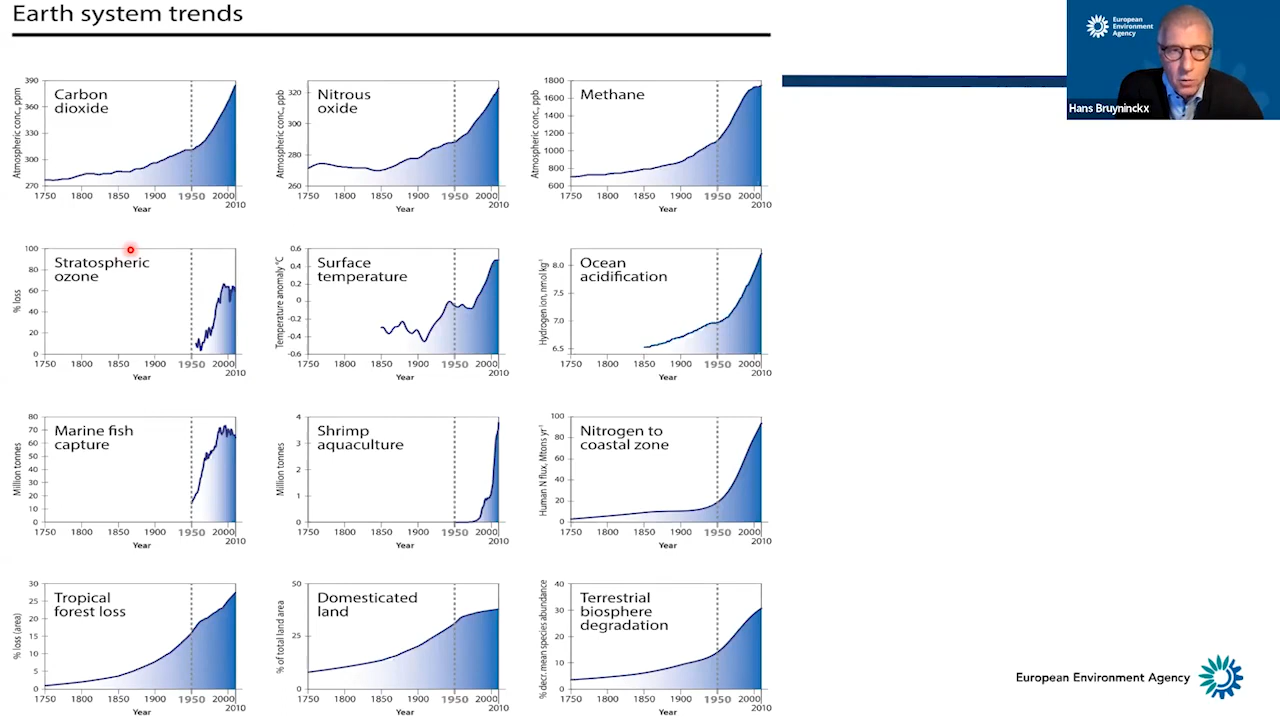 Earth system trends
European
Environment
Agency
Hans Bruyninckx
Carbon
dioxide
Atmospheric conc., ppm
390
360
330
300
270
1750 1800 1850 1900 1950 2000
2010
Year
Nitrous
oxide
Atmospheric conc., ppb
320
300
280
260
1750 1800 1850 1900 1950 2000
2010
Year
Methane
Atmospheric conc., ppb
1800
1600
1400
1200
1000
800
600
1750 1800 1850 1900 1950 2000
2010
Year
Stratospheric
ozone
% loss
100
80
60
40
20
0
1750 1800 1850 1900 1950 2000
2010
Year
Surface
temperature
Temperature anomaly °C
0.6
0.4
0.2
0
-0.2
-0.4
-0.6
1750 1800 1850 1900 1950 2000
2010
Year
Ocean
acidification
Hydrogen ion, nmol kg-1
8.0
7.5
7.0
6.5
1750 1800 1850 1900 1950 2000
2010
Year
Marine fish
capture
Million tonnes
80
70
60
50
40
30
20
10
0
1750 1800 1850 1900 1950 2000
2010
Year
Shrimp
aquaculture
Million tonnes
4
3
2
1
0
1750 1800 1850 1900 1950 2000
2010
Year
Nitrogen to
coastal zone
Human N flux, Mtons yr-1
100
80
60
40
20
0
1750 1800 1850 1900 1950 2000
2010
Year
Tropical
forest loss
% loss (area)
30
25
20
15
10
5
0
1750 1800 1850 1900 1950 2000
2010
Year
Domesticated
land
% of total land area
50
25
0
1750 1800 1850 1900 1950 2000
2010
Year
Terrestrial
biosphere
degradation
% decr. mean species abundance
40
30
20
10
0
1750 1800 1850 1900 1950 2000
2010
Year
European Environment Agency